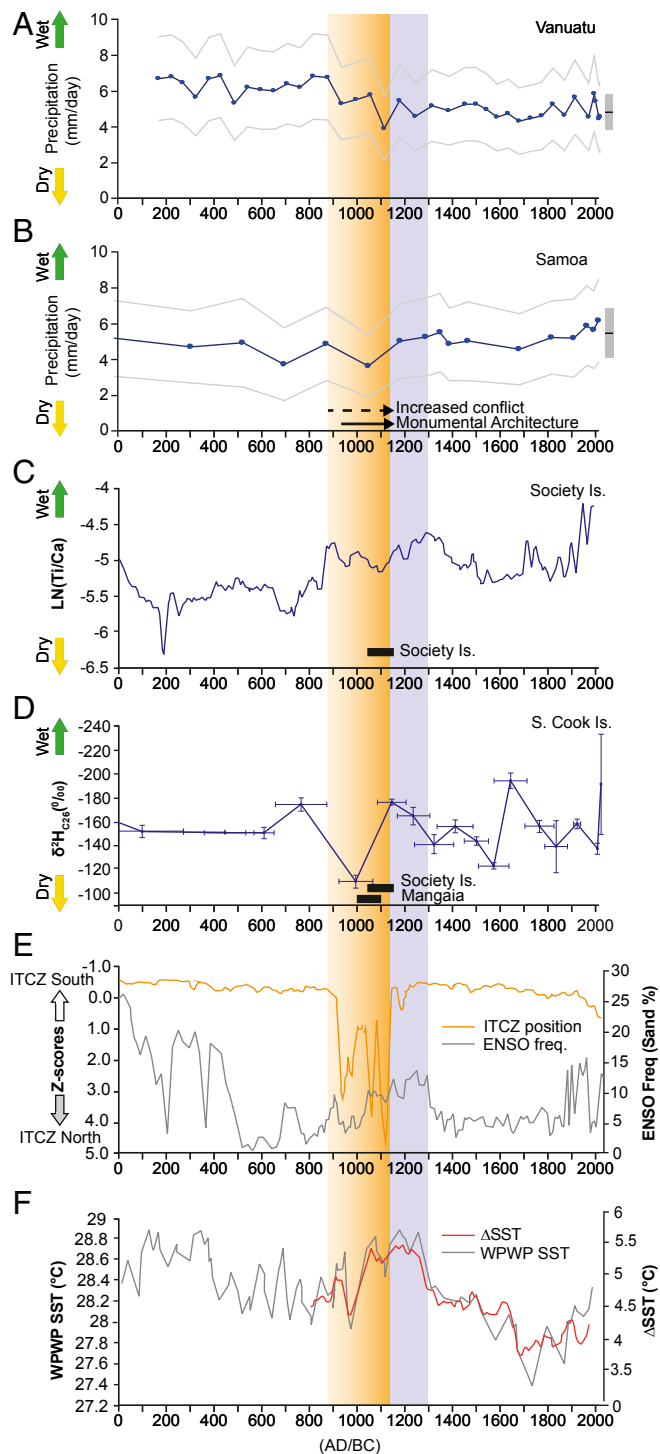 A
Wet
Vanuatu
Precipitation
(mm/day)
Dry
10
8
6
4
2
0
0 200 400 600 800 1000 1200 1400 1600 1800 2000
B
Wet
Samoa
Precipitation
(mm/day)
Dry
10
8
6
4
2
0
Increased conflict
Monumental Architecture
0 200 400 600 800 1000 1200 1400 1600 1800 2000
C
Wet
Society Is.
LN(Ti/Ca)
Dry
-4
-4.5
-5
-5.5
-6
-6.5
Society Is.
0 200 400 600 800 1000 1200 1400 1600 1800 2000
D
Wet
S. Cook Is.
δ²H C26(⁰/₀₀)
Dry
-240
-220
-200
-180
-160
-140
-120
-100
Society Is.
Mangaia
0 200 400 600 800 1000 1200 1400 1600 1800 2000
E
ITCZ South
Z-scores
ITCZ North
-1.0
0.0
1.0
2.0
3.0
4.0
5.0
ITCZ position
ENSO freq.
30
25
20
15
10
5
0
ENSO Freq (Sand %)
0 200 400 600 800 1000 1200 1400 1600 1800 2000
F
WPWP SST (°C)
29
28.8
28.6
28.4
28.2
28
27.8
27.6
27.4
27.2
ΔSST
WPWP SST
6
5.5
5
4.5
4
3.5
0
ΔSST (°C)
0 200 400 600 800 1000 1200 1400 1600 1800 2000
(AD/BC)